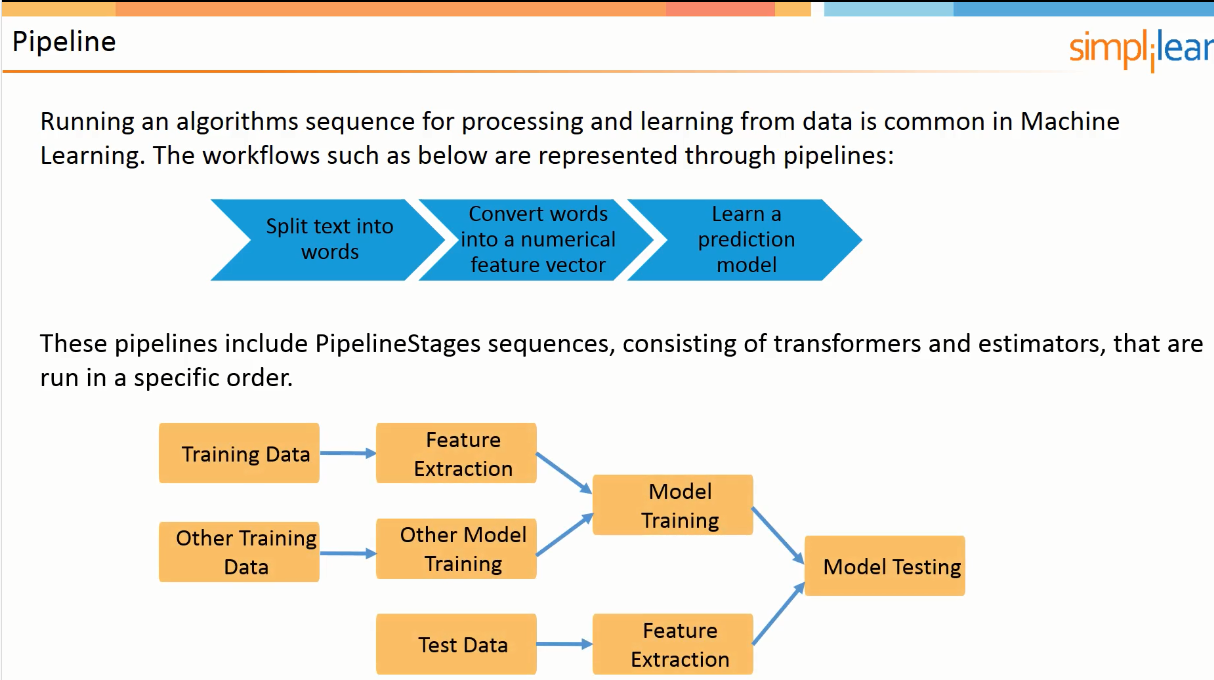 Pipeline
simplilear
Running an algorithms sequence for processing and learning from data is common in Machine
Learning. The workflows such as below are represented through pipelines:
Split text into
words
Convert words
into a numerical
feature vector
Learn a
prediction
model
These pipelines include PipelineStages sequences, consisting of transformers and estimators, that are
run in a specific order.
Training Data
Feature
Extraction
Model
Training
Other Training
Data
Other Model
Training
Model Testing
Test Data
Feature
Extraction